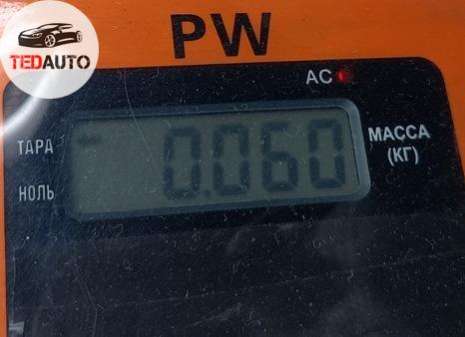 TEDAUTO
PW
AC
ТАРА
0.060
МАССА
(КГ)
НОЛЬ